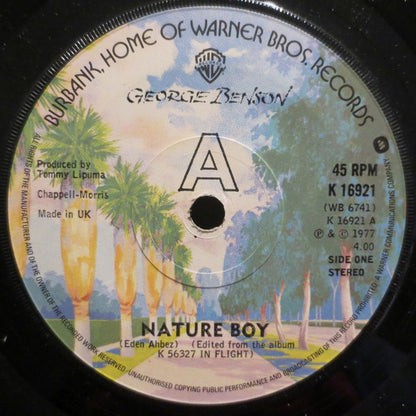 BURBANK, HOME OF WARNER BROS. RECORDS
GEORGE BENSON
A
Produced by
Tommy Lipuma
Chappell-Morris
Made in UK
45 RPM
K 16921
(WB 6741)
K 16921 A
℗ & © 1977
4.00
SIDE ONE
STEREO
NATURE BOY
(Eden Ahbez) (Edited from the album
K 56327 IN FLIGHT)
ALL RIGHTS OF THE MANUFACTURER AND OF THE OWNER OF THE RECORDED WORK RESERVED. UNAUTHORISED COPYING PUBLIC PERFORMANCE AND BROADCASTING OF THIS RECORD PROHIBITED. A WARNER COMMUNICATIONS COMPANY